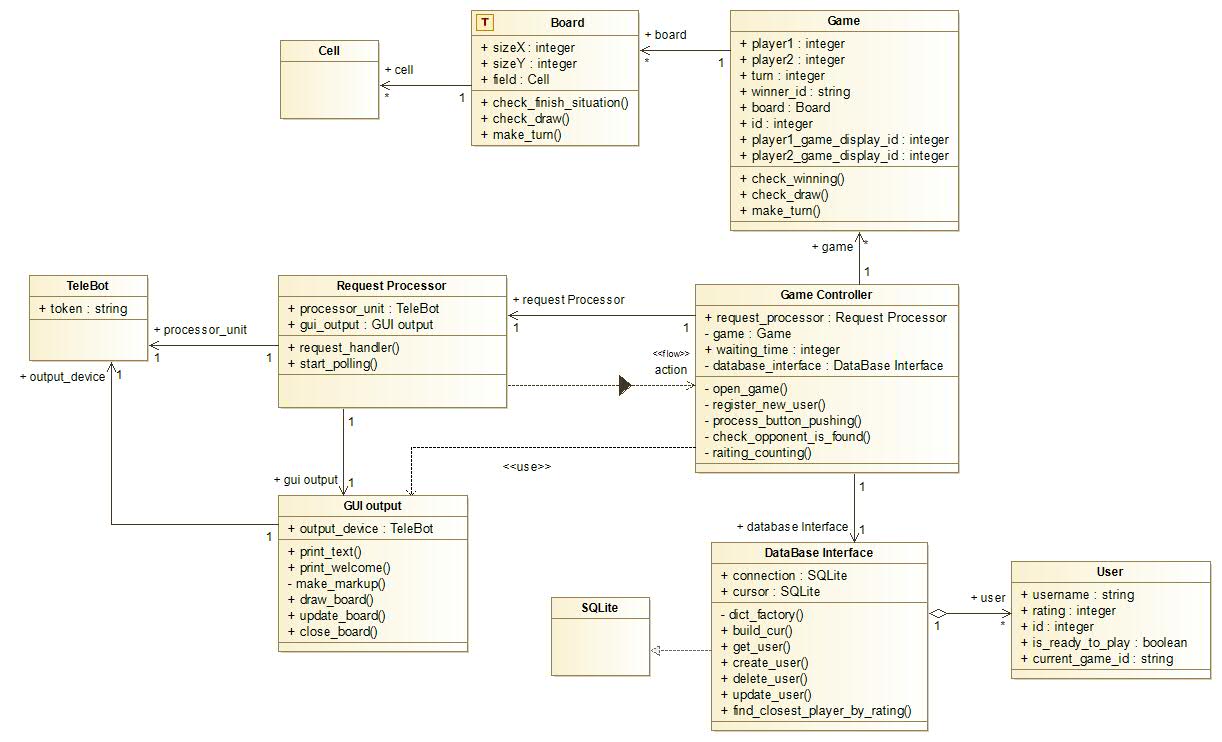 Cell
+ cell
*
1
T
Board
+ sizeX : integer
+ sizeY : integer
+ field : Cell
+ check_finish_situation()
+ check_draw()
+ make_turn()
+ board
*
1
Game
+ player1 : integer
+ player2 : integer
+ turn : integer
+ winner_id : string
+ board : Board
+ id : integer
+ player1_game_display_id : integer
+ player2_game_display_id : integer
+ check_winning()
+ check_draw()
+ make_turn()
+ game
*
1
TeleBot
+ token : string
+ processor_unit
1
1
+ output_device
1
Request Processor
+ processor_unit : TeleBot
+ gui_output : GUI output
+ request_handler()
+ start_polling()
+ request Processor
1
1
<<flow>>
action
Game Controller
+ request_processor : Request Processor
- game : Game
+ waiting_time : integer
- database_interface : DataBase Interface
- open_game()
- register_new_user()
- process_button_pushing()
- check_opponent_is_found()
- raiting_counting()
1
+ gui output
1
<<use>>
1
+ database Interface
1
GUI output
+ output_device : TeleBot
+ print_text()
+ print_welcome()
- make_markup()
+ draw_board()
+ update_board()
+ close_board()
1
SQLite
DataBase Interface
+ connection : SQLite
+ cursor : SQLite
- dict_factory()
+ build_cur()
+ get_user()
+ create_user()
+ delete_user()
+ update_user()
+ find_closest_player_by_rating()
+ user
1
*
User
+ username : string
+ rating : integer
+ id : integer
+ is_ready_to_play : boolean
+ current_game_id : string